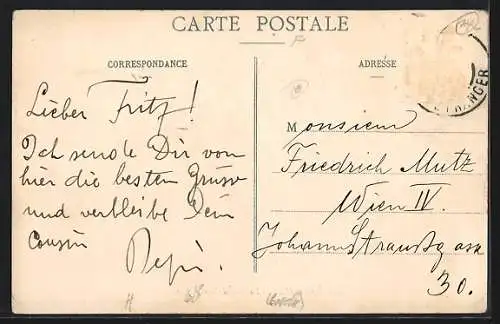 CARTE POSTALE
CORRESPONDANCE
ADRESSE
Lieber Fritz!
Ich sende Dir von
hier die besten Grüsse
und verbleibe Dein
Cousin
Pepi.
Monsieur
Friedrich Mutz
Wien IV.
Johann Straußgasse
30.